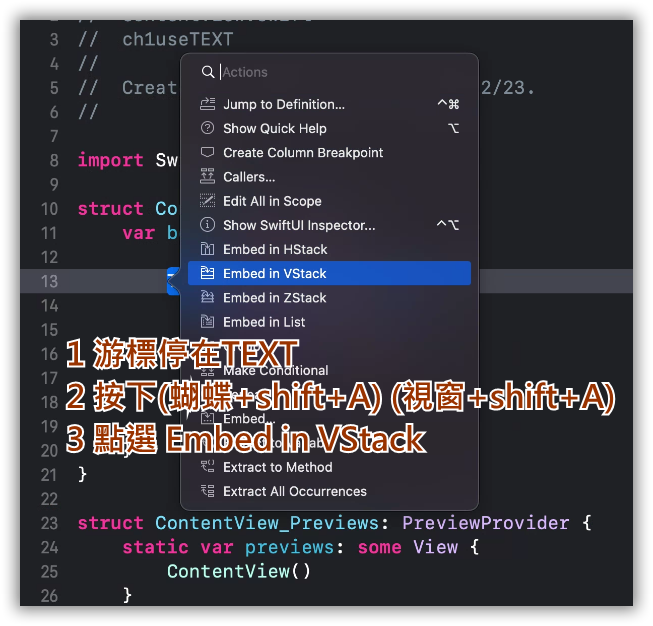 3 // ch1useTEXT
4 //
5 // Creat 2/23.
6 //
7
8 import Sw
9
10 struct Co
11 var b
12
13
14
15
16
17
18
19
20
21 }
22
23 struct ContentView_Previews: PreviewProvider {
24 static var previews: some View {
25 ContentView()
26 }
Actions
Jump to Definition... ^⌘
Show Quick Help ⌥
Create Column Breakpoint
Callers...
Edit All in Scope
Show SwiftUI Inspector... ^⌥
Embed in HStack
Embed in VStack
Embed in ZStack
Embed in List
Make Conditional
Embed...
Extract to Method
Extract All Occurrences
1 游標停在TEXT
2 按下(蝴蝶+shift+A) (視窗+shift+A)
3 點選 Embed in VStack